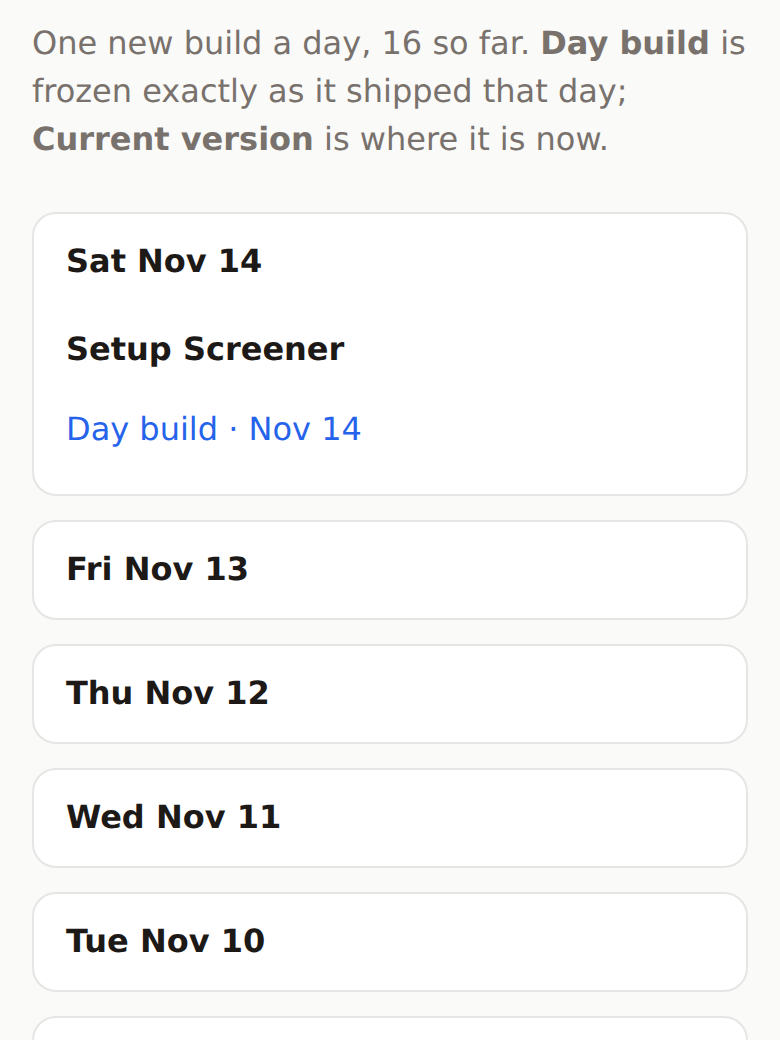 One new build a day, 16 so far. Day build is
frozen exactly as it shipped that day;
Current version is where it is now.
Sat Nov 14
Setup Screener
Day build · Nov 14
Fri Nov 13
Thu Nov 12
Wed Nov 11
Tue Nov 10